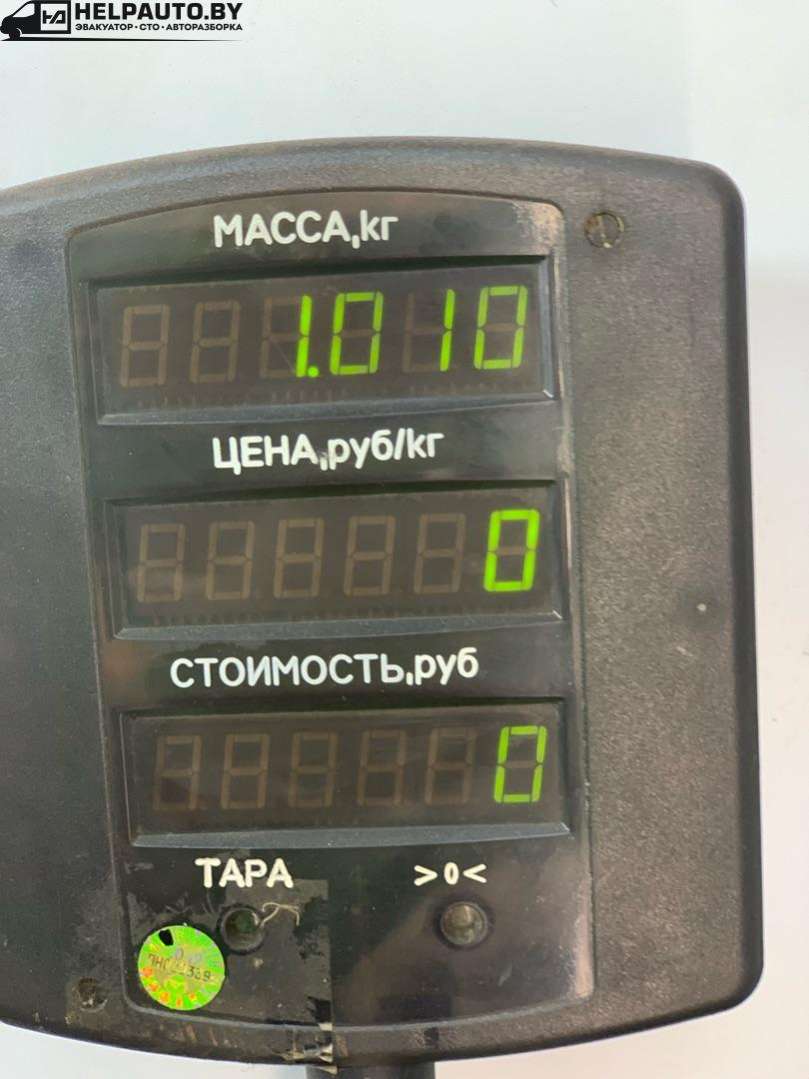 HELPAUTO.BY
ЭВАКУАТОР•СТО•АВТОРАЗБОРКА
МАССА,кг
1.010
ЦЕНА,руб/кг
0
СТОИМОСТЬ,руб
0
ТАРА >0<